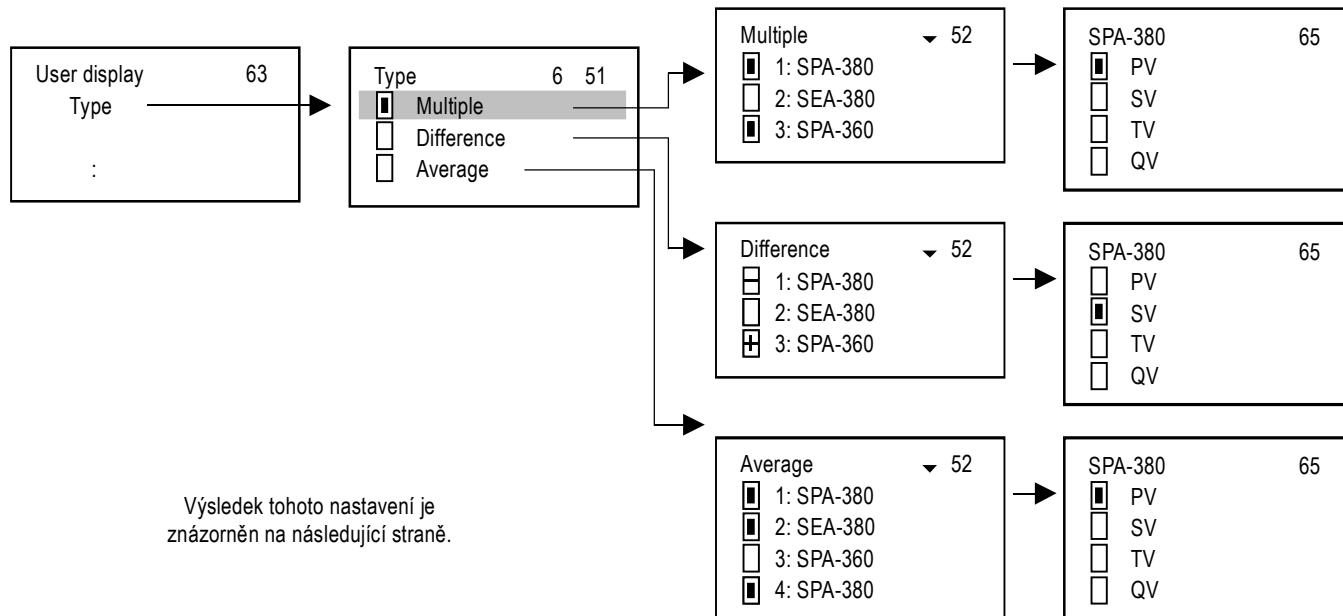 User display 63
Type
:
Type 6 51
Multiple
Difference
Average
Multiple 52
1: SPA-380
2: SEA-380
3: SPA-360
SPA-380 65
PV
SV
TV
QV
Difference 52
1: SPA-380
2: SEA-380
3: SPA-360
SPA-380 65
PV
SV
TV
QV
Average 52
1: SPA-380
2: SEA-380
3: SPA-360
4: SPA-380
SPA-380 65
PV
SV
TV
QV
Výsledek tohoto nastavení je
znázorněn na následující straně.